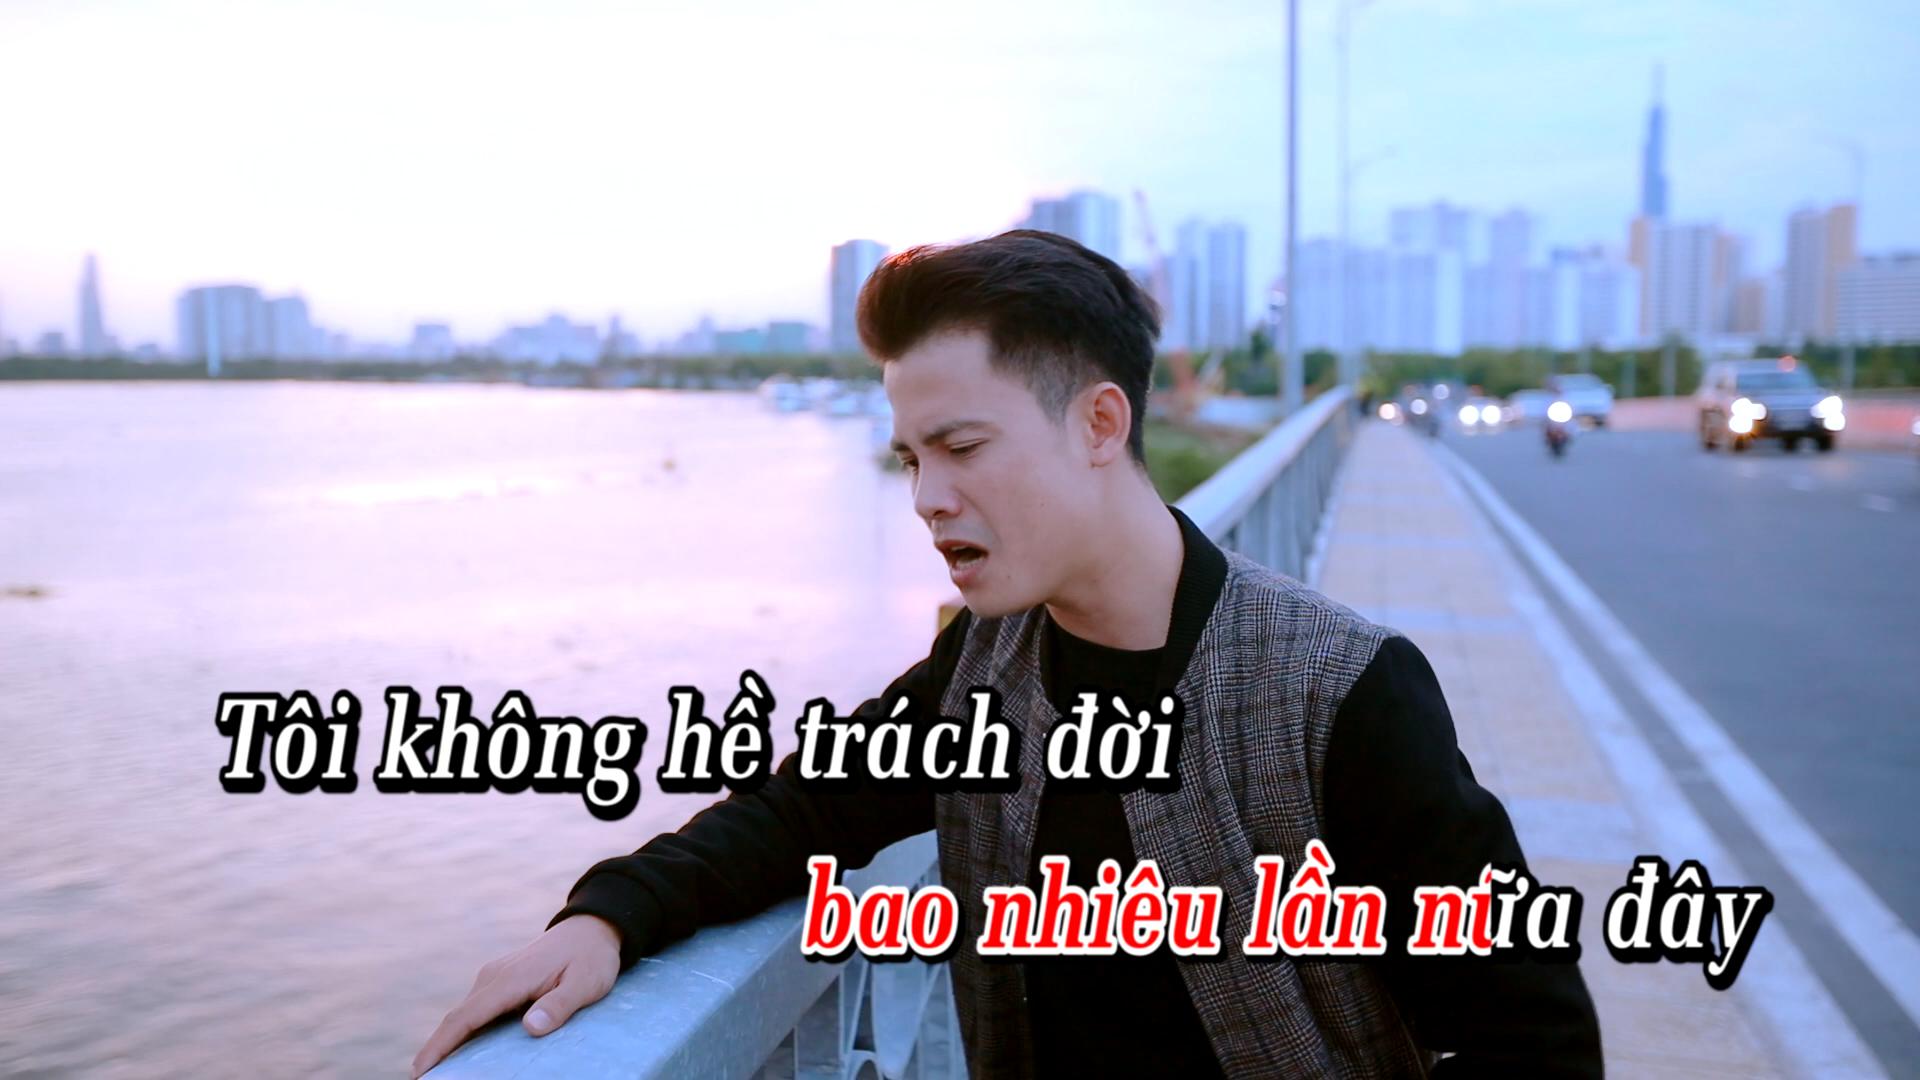 Tôi không hề trách đời
bao nhiêu lần nữa đây